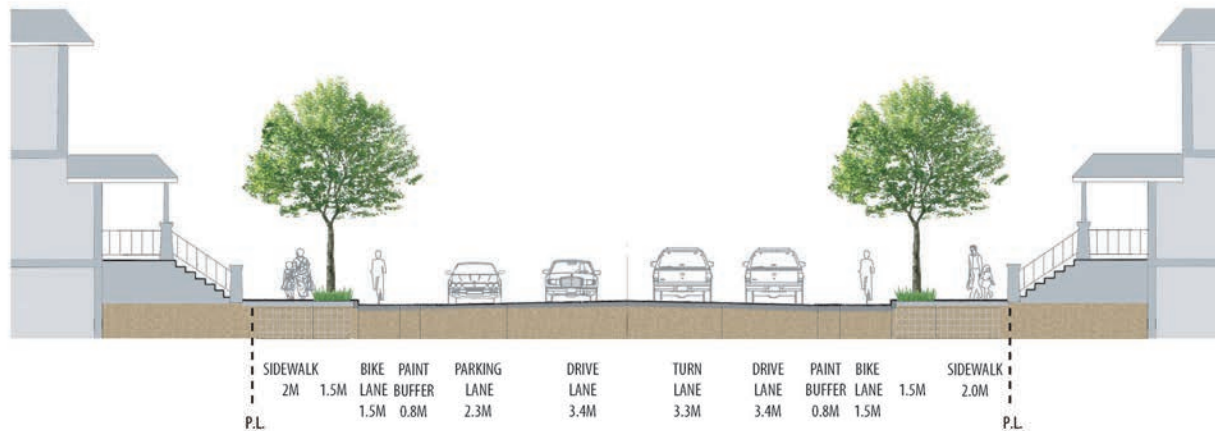 SIDEWALK
2M
1.5M
BIKE
LANE
1.5M
PAINT
BUFFER
0.8M
PARKING
LANE
2.3M
DRIVE
LANE
3.4M
TURN
LANE
3.3M
DRIVE
LANE
3.4M
PAINT
BUFFER
0.8M
BIKE
LANE
1.5M
1.5M
SIDEWALK
2.0M
P.L.
P.L.